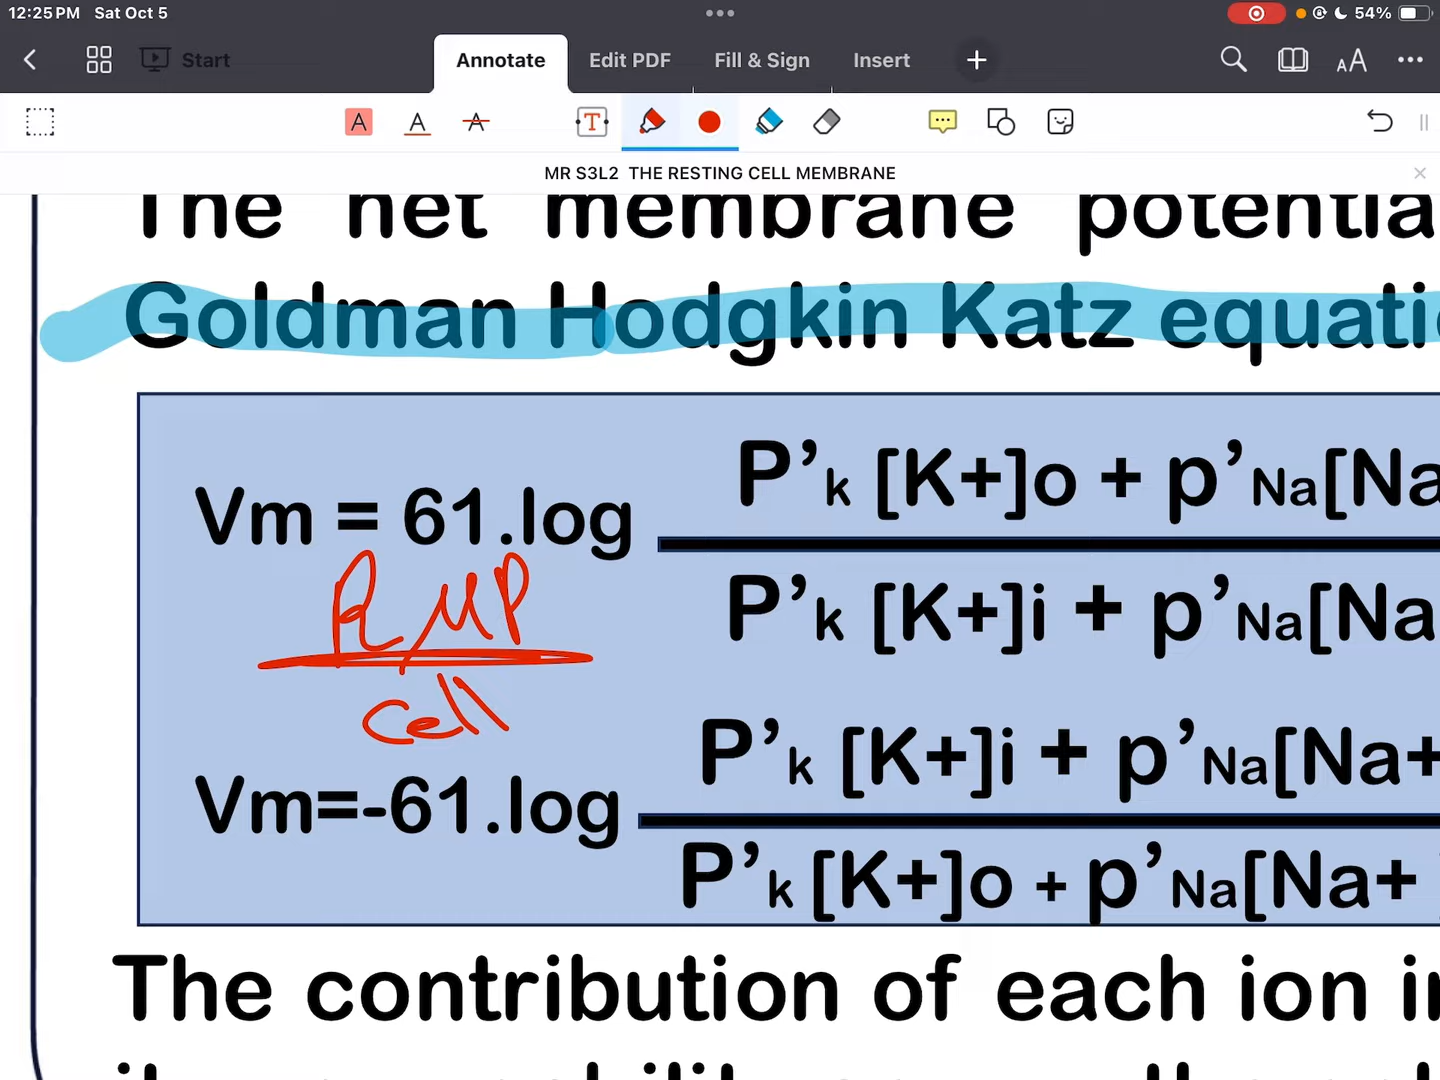 12:25 PM Sat Oct 5
54%
Start
Annotate
Edit PDF
Fill & Sign
Insert
MR S3L2 THE RESTING CELL MEMBRANE
The net membrane potentia
Goldman Hodgkin Katz equati
P’k [K+]o + p’Na[Na
Vm = 61.log
P’k [K+]i + p’Na[Na
RMP
cell
P’k [K+]i + p’Na[Na+
Vm=-61.log
P’k [K+]o + p’Na[Na+
The contribution of each ion i